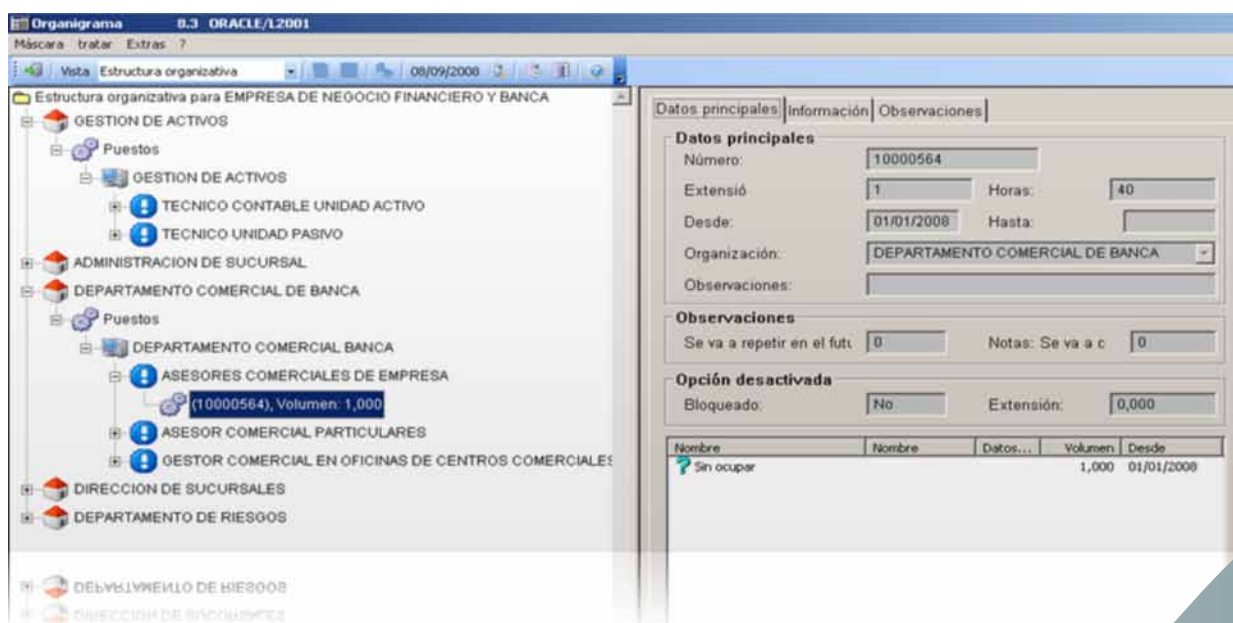 Organigrama 8.3 ORACLE/L2001
Máscara tratar Extras ?
Vista Estructura organizativa 08/09/2008
Estructura organizativa para EMPRESA DE NEGOCIO FINANCIERO Y BANCA
GESTION DE ACTIVOS
Puestos
GESTION DE ACTIVOS
TECNICO CONTABLE UNIDAD ACTIVO
TECNICO UNIDAD PASIVO
ADMINISTRACION DE SUCURSAL
DEPARTAMENTO COMERCIAL DE BANCA
Puestos
DEPARTAMENTO COMERCIAL BANCA
ASESORES COMERCIALES DE EMPRESA
(10000564), Volumen: 1,000
ASESOR COMERCIAL PARTICULARES
GESTOR COMERCIAL EN OFICINAS DE CENTROS COMERCIALES
DIRECCION DE SUCURSALES
DEPARTAMENTO DE RIESGOS
Datos principales Información Observaciones
Datos principales
Número: 10000564
Extensió 1 Horas: 40
Desde: 01/01/2008 Hasta:
Organización: DEPARTAMENTO COMERCIAL DE BANCA
Observaciones:
Observaciones
Se va a repetir en el futu 0 Notas: Se va a c 0
Opción desactivada
Bloqueado: No Extensión: 0,000
Nombre Nombre Datos... Volumen Desde
Sin ocupar 1,000 01/01/2008
DEPARTAMENTO DE RIESGOS
DIRECCION DE SUCURSALES